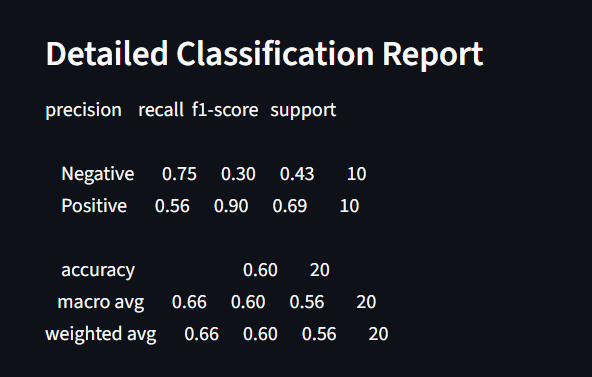 Detailed Classification Report
precision recall f1-score support
Negative 0.75 0.30 0.43 10
Positive 0.56 0.90 0.69 10
accuracy 0.60 20
macro avg 0.66 0.60 0.56 20
weighted avg 0.66 0.60 0.56 20